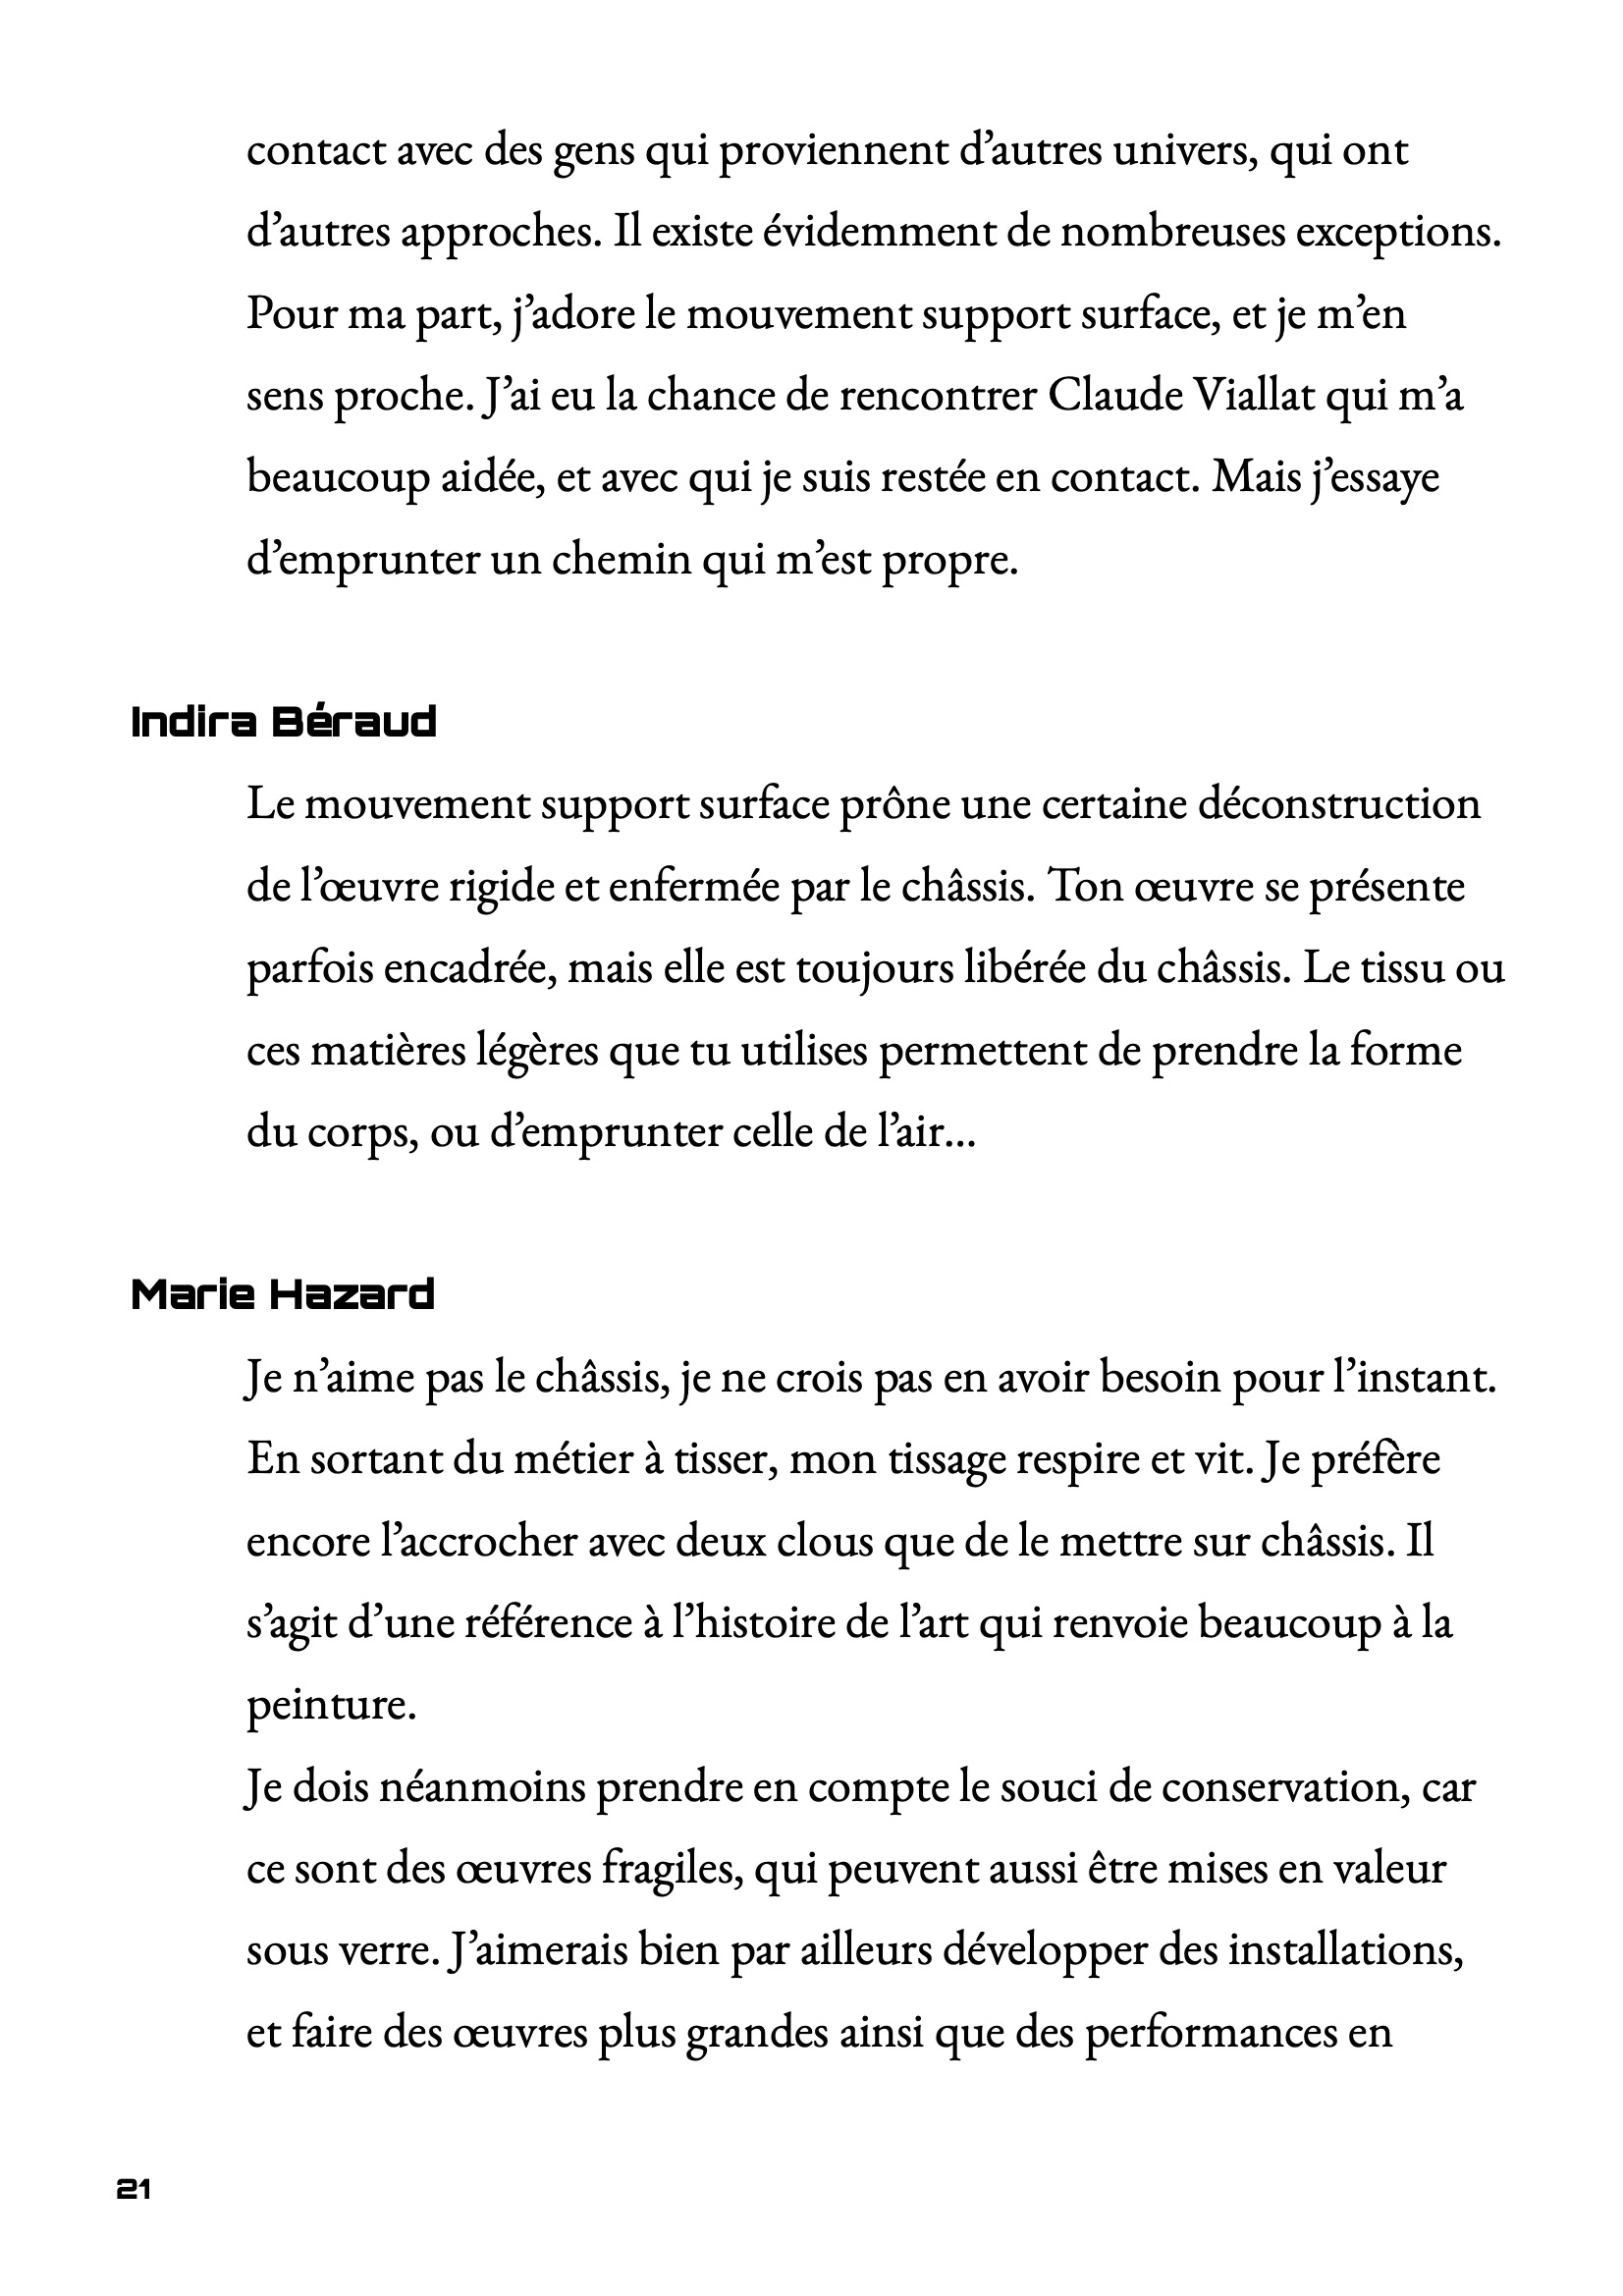 contact avec des gens qui proviennent d’autres univers, qui ont
d’autres approches. Il existe évidemment de nombreuses exceptions.
Pour ma part, j’adore le mouvement support surface, et je m’en
sens proche. J’ai eu la chance de rencontrer Claude Viallat qui m’a
beaucoup aidée, et avec qui je suis restée en contact. Mais j’essaye
d’emprunter un chemin qui m’est propre.
Indira Béraud
Le mouvement support surface prône une certaine déconstruction
de l’œuvre rigide et enfermée par le châssis. Ton œuvre se présente
parfois encadrée, mais elle est toujours libérée du châssis. Le tissu ou
ces matières légères que tu utilises permettent de prendre la forme
du corps, ou d’emprunter celle de l’air...
Marie Hazard
Je n’aime pas le châssis, je ne crois pas en avoir besoin pour l’instant.
En sortant du métier à tisser, mon tissage respire et vit. Je préfère
encore l’accrocher avec deux clous que de le mettre sur châssis. Il
s’agit d’une référence à l’histoire de l’art qui renvoie beaucoup à la
peinture.
Je dois néanmoins prendre en compte le souci de conservation, car
ce sont des œuvres fragiles, qui peuvent aussi être mises en valeur
sous verre. J’aimerais bien par ailleurs développer des installations,
et faire des œuvres plus grandes ainsi que des performances en
21